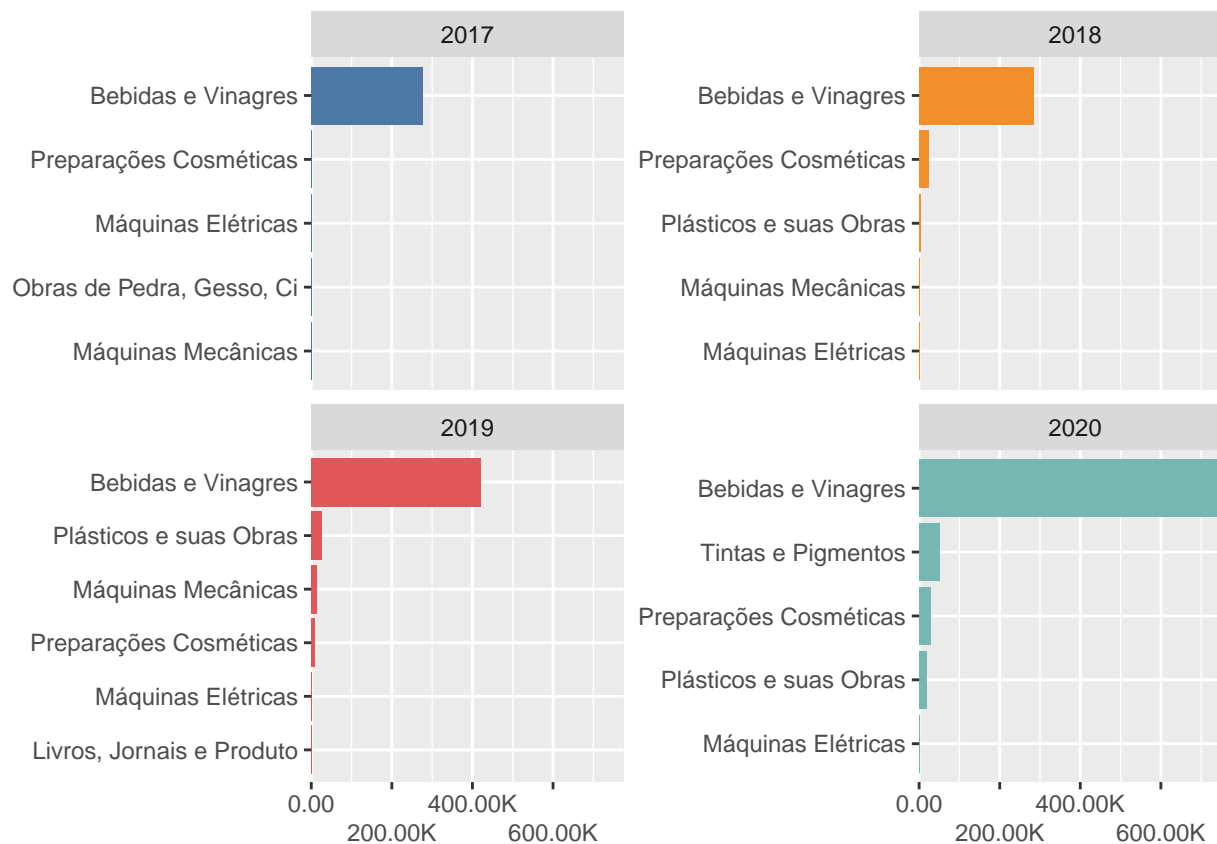 2017
Bebidas e Vinagres
Preparações Cosméticas
Máquinas Elétricas
Obras de Pedra, Gesso, Ci
Máquinas Mecânicas
2018
Bebidas e Vinagres
Preparações Cosméticas
Plásticos e suas Obras
Máquinas Mecânicas
Máquinas Elétricas
2019
Bebidas e Vinagres
Plásticos e suas Obras
Máquinas Mecânicas
Preparações Cosméticas
Máquinas Elétricas
Livros, Jornais e Produto
0.00 400.00K
200.00K 600.00K
2020
Bebidas e Vinagres
Tintas e Pigmentos
Preparações Cosméticas
Plásticos e suas Obras
Máquinas Elétricas
0.00 400.00K
200.00K 600.00K